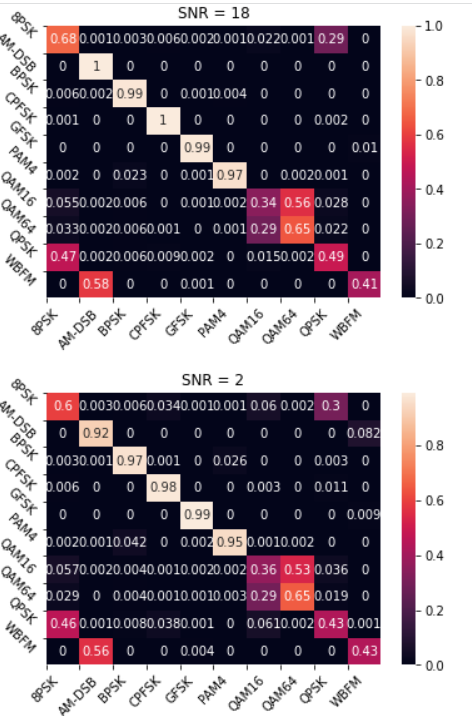 SNR = 18
8PSK 0.68 0.001 0.003 0.006 0.002 0.001 0.022 0.001 0.29 0
AM-DSB 0 1 0 0 0 0 0 0 0 0
BPSK 0.006 0.002 0.99 0 0.001 0.004 0 0 0 0
CPFSK 0.001 0 0 1 0 0 0 0 0.002 0
GFSK 0 0 0 0 0.99 0 0 0 0 0.01
PAM4 0.002 0 0.023 0 0.001 0.97 0 0.002 0.001 0
QAM16 0.055 0.002 0.006 0 0.001 0.002 0.34 0.56 0.028 0
QAM64 0.033 0.002 0.006 0.001 0 0.001 0.29 0.65 0.022 0
QPSK 0.47 0.002 0.006 0.009 0.002 0 0.015 0.002 0.49 0
WBFM 0 0.58 0 0 0.001 0 0 0 0 0.41
8PSK AM-DSB BPSK CPFSK GFSK PAM4 QAM16 QAM64 QPSK WBFM
1.0
0.8
0.6
0.4
0.2
0.0
SNR = 2
8PSK 0.6 0.003 0.006 0.034 0.001 0.001 0.06 0.002 0.3 0
AM-DSB 0 0.92 0 0 0 0 0 0 0 0.082
BPSK 0.003 0.001 0.97 0.001 0 0.026 0 0 0.003 0
CPFSK 0.006 0 0 0.98 0 0 0.003 0 0.011 0
GFSK 0 0 0 0 0.99 0 0 0 0 0.009
PAM4 0.002 0.001 0.042 0 0.002 0.95 0.001 0.002 0 0
QAM16 0.057 0.002 0.004 0.001 0.002 0.002 0.36 0.53 0.036 0
QAM64 0.029 0 0.004 0.001 0.001 0.003 0.29 0.65 0.019 0
QPSK 0.46 0.001 0.008 0.038 0.001 0 0.061 0.002 0.43 0.001
WBFM 0 0.56 0 0 0.004 0 0 0 0 0.43
8PSK AM-DSB BPSK CPFSK GFSK PAM4 QAM16 QAM64 QPSK WBFM
0.8
0.6
0.4
0.2
0.0